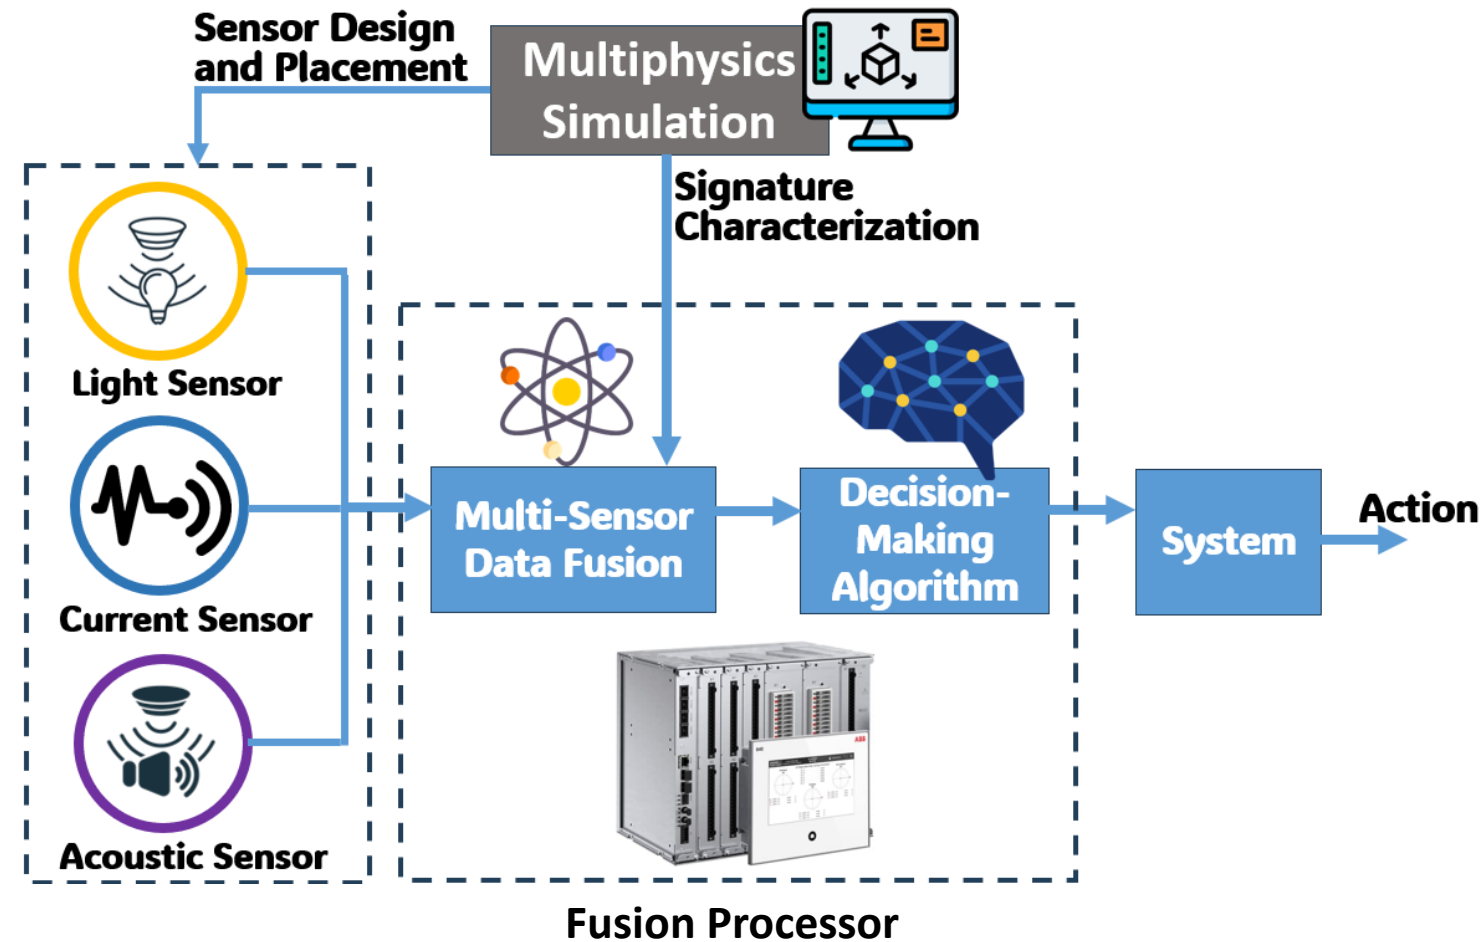 Sensor Design
and Placement
Multiphysics
Simulation
Signature
Characterization
Light Sensor
Current Sensor
Acoustic Sensor
Multi-Sensor
Data Fusion
Decision-
Making
Algorithm
System
Action
ABB
Fusion Processor